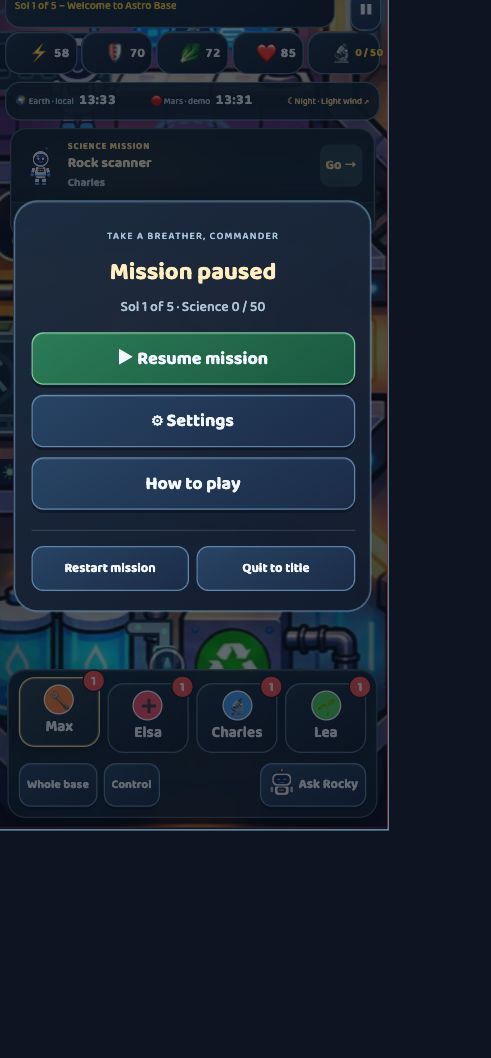 Sol 1 of 5 – Welcome to Astro Base
58 70 72 85 0/50
Earth·local 13:33 Mars·demo 13:31 Night·Light wind ↗
SCIENCE MISSION
Rock scanner
Charles
Go →
TAKE A BREATHER, COMMANDER
Mission paused
Sol 1 of 5 · Science 0 / 50
▶ Resume mission
⚙ Settings
How to play
Restart mission Quit to title
1 1 1 1
Max Elsa Charles Lea
Whole base Control Ask Rocky